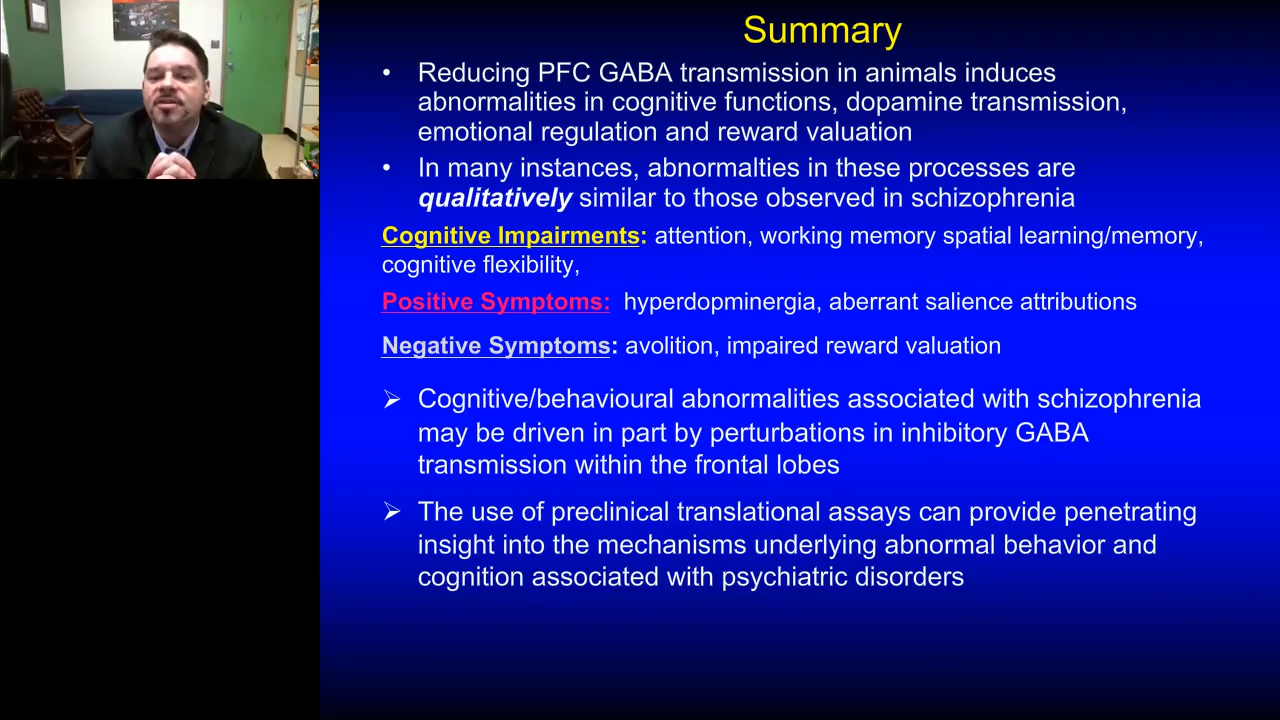 Summary
• Reducing PFC GABA transmission in animals induces
abnormalities in cognitive functions, dopamine transmission,
emotional regulation and reward valuation
• In many instances, abnormalties in these processes are
qualitatively similar to those observed in schizophrenia
Cognitive Impairments: attention, working memory spatial learning/memory,
cognitive flexibility,
Positive Symptoms: hyperdopminergia, aberrant salience attributions
Negative Symptoms: avolition, impaired reward valuation
➢ Cognitive/behavioural abnormalities associated with schizophrenia
may be driven in part by perturbations in inhibitory GABA
transmission within the frontal lobes
➢ The use of preclinical translational assays can provide penetrating
insight into the mechanisms underlying abnormal behavior and
cognition associated with psychiatric disorders